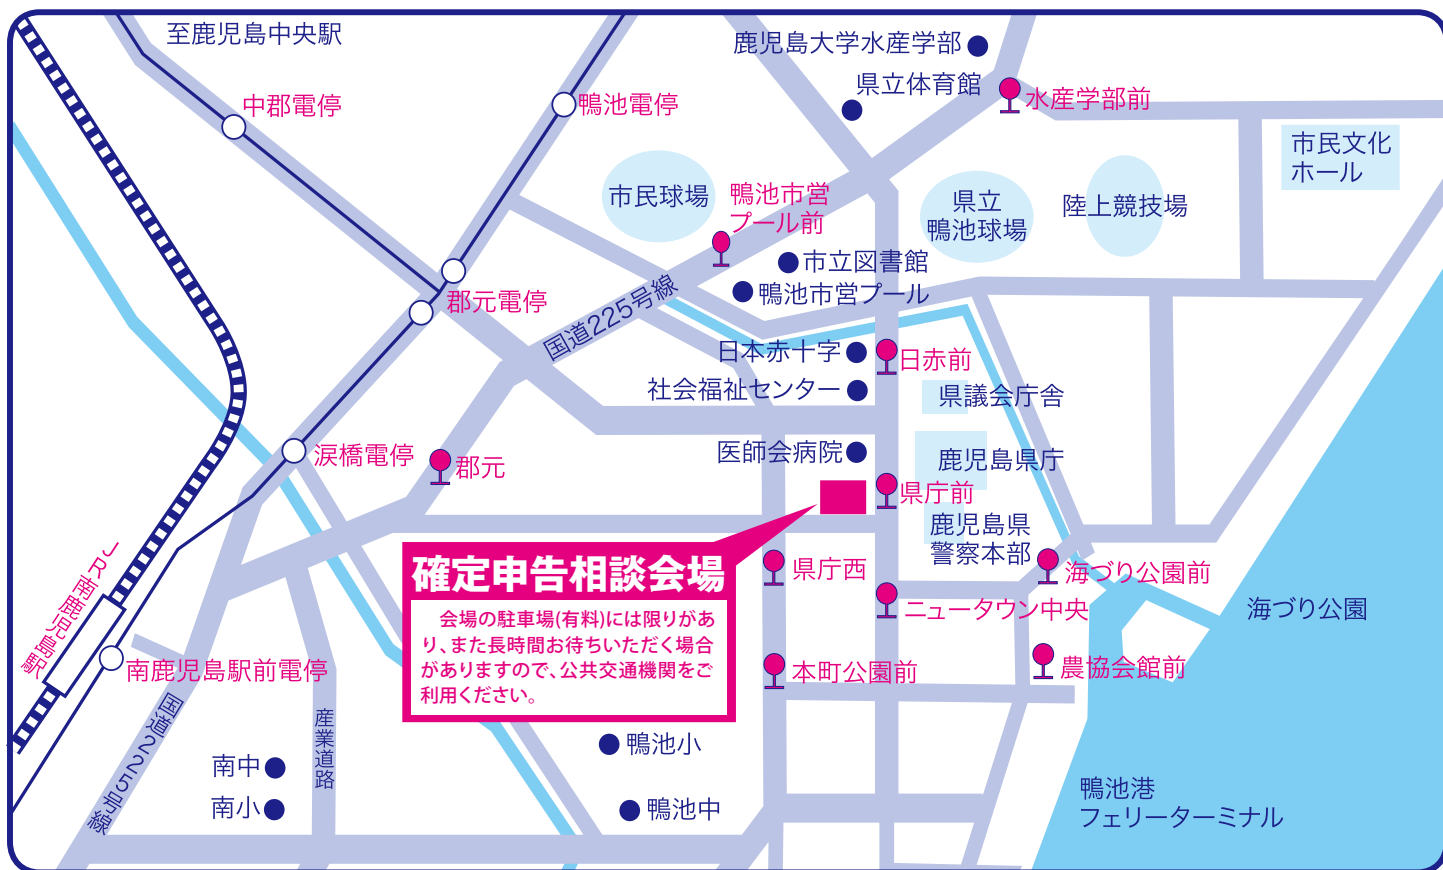 至鹿児島中央駅
鹿児島大学水産学部
県立体育館
中郡電停
鴨池電停
水産学部前
市民文化
ホール
市民球場
鴨池市営
プール前
県立
鴨池球場
陸上競技場
市立図書館
鴨池市営プール
郡元電停
国道225号線
日本赤十字
日赤前
社会福祉センター
県議会庁舎
涙橋電停
郡元
医師会病院
鹿児島県庁
県庁前
鹿児島県
警察本部
確定申告相談会場
会場の駐車場(有料)には限りがあ
り、また長時間お待ちいただく場合
がありますので、公共交通機関をご
利用ください。
県庁西
海づり公園前
ニュータウン中央
海づり公園
JR南鹿児島駅
南鹿児島駅前電停
本町公園前
農協会館前
国道225号線
産業道路
鴨池小
南中
鴨池港
フェリーターミナル
南小
鴨池中